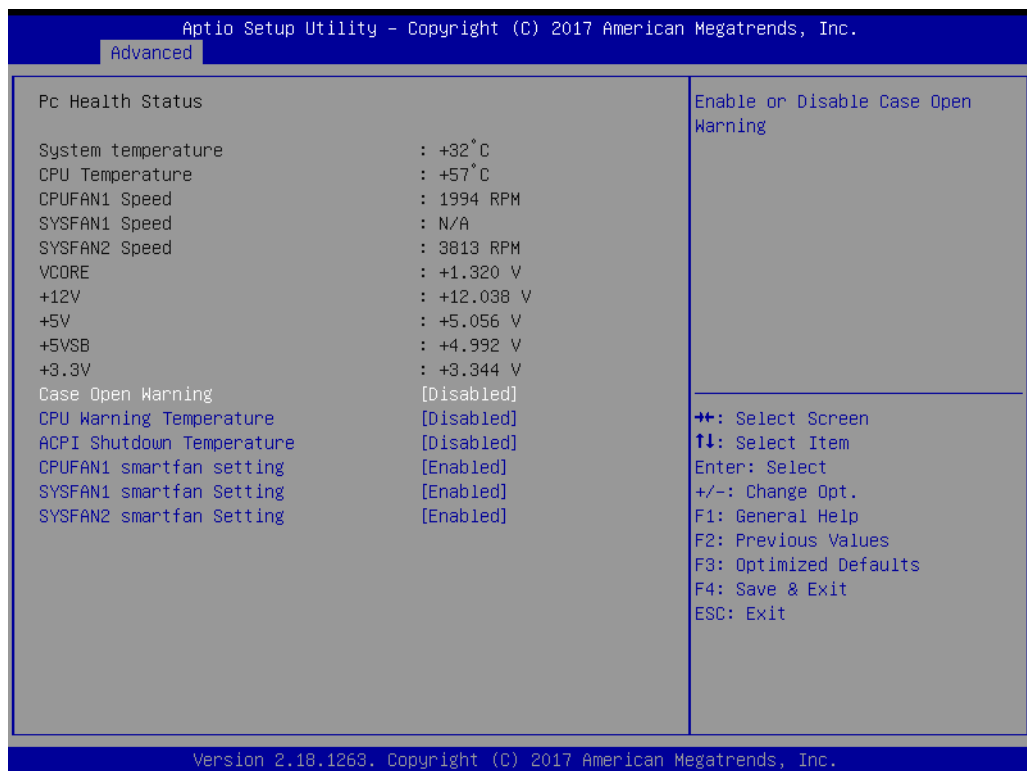 Aptio Setup Utility – Copyright (C) 2017 American Megatrends, Inc.
Advanced
Pc Health Status
System temperature : +32°C
CPU Temperature : +57°C
CPUFAN1 Speed : 1994 RPM
SYSFAN1 Speed : N/A
SYSFAN2 Speed : 3813 RPM
VCORE : +1.320 V
+12V : +12.038 V
+5V : +5.056 V
+5VSB : +4.992 V
+3.3V : +3.344 V
Case Open Warning [Disabled]
CPU Warning Temperature [Disabled]
ACPI Shutdown Temperature [Disabled]
CPUFAN1 smartfan setting [Enabled]
SYSFAN1 smartfan Setting [Enabled]
SYSFAN2 smartfan Setting [Enabled]
Enable or Disable Case Open
Warning
→←: Select Screen
↑↓: Select Item
Enter: Select
+/-: Change Opt.
F1: General Help
F2: Previous Values
F3: Optimized Defaults
F4: Save & Exit
ESC: Exit
Version 2.18.1263. Copyright (C) 2017 American Megatrends, Inc.